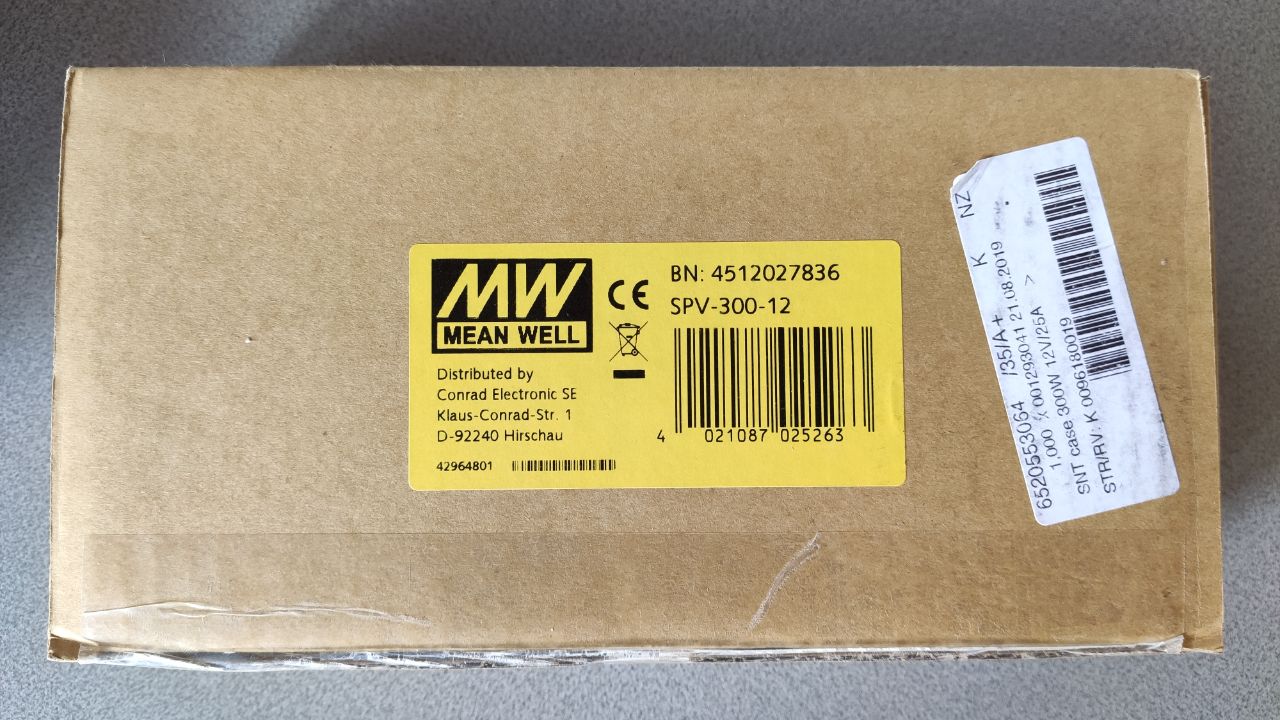 MW
MEAN WELL
CE
BN: 4512027836
SPV-300-12
Distributed by
Conrad Electronic SE
Klaus-Conrad-Str. 1
D-92240 Hirschau
4 021087 025263
42964801
NZ
6520553064 /35/A+ K
1,000 x 001293041 21.08.2019
SNT case 300W 12V/25A >
STR/RV: K 0096180019